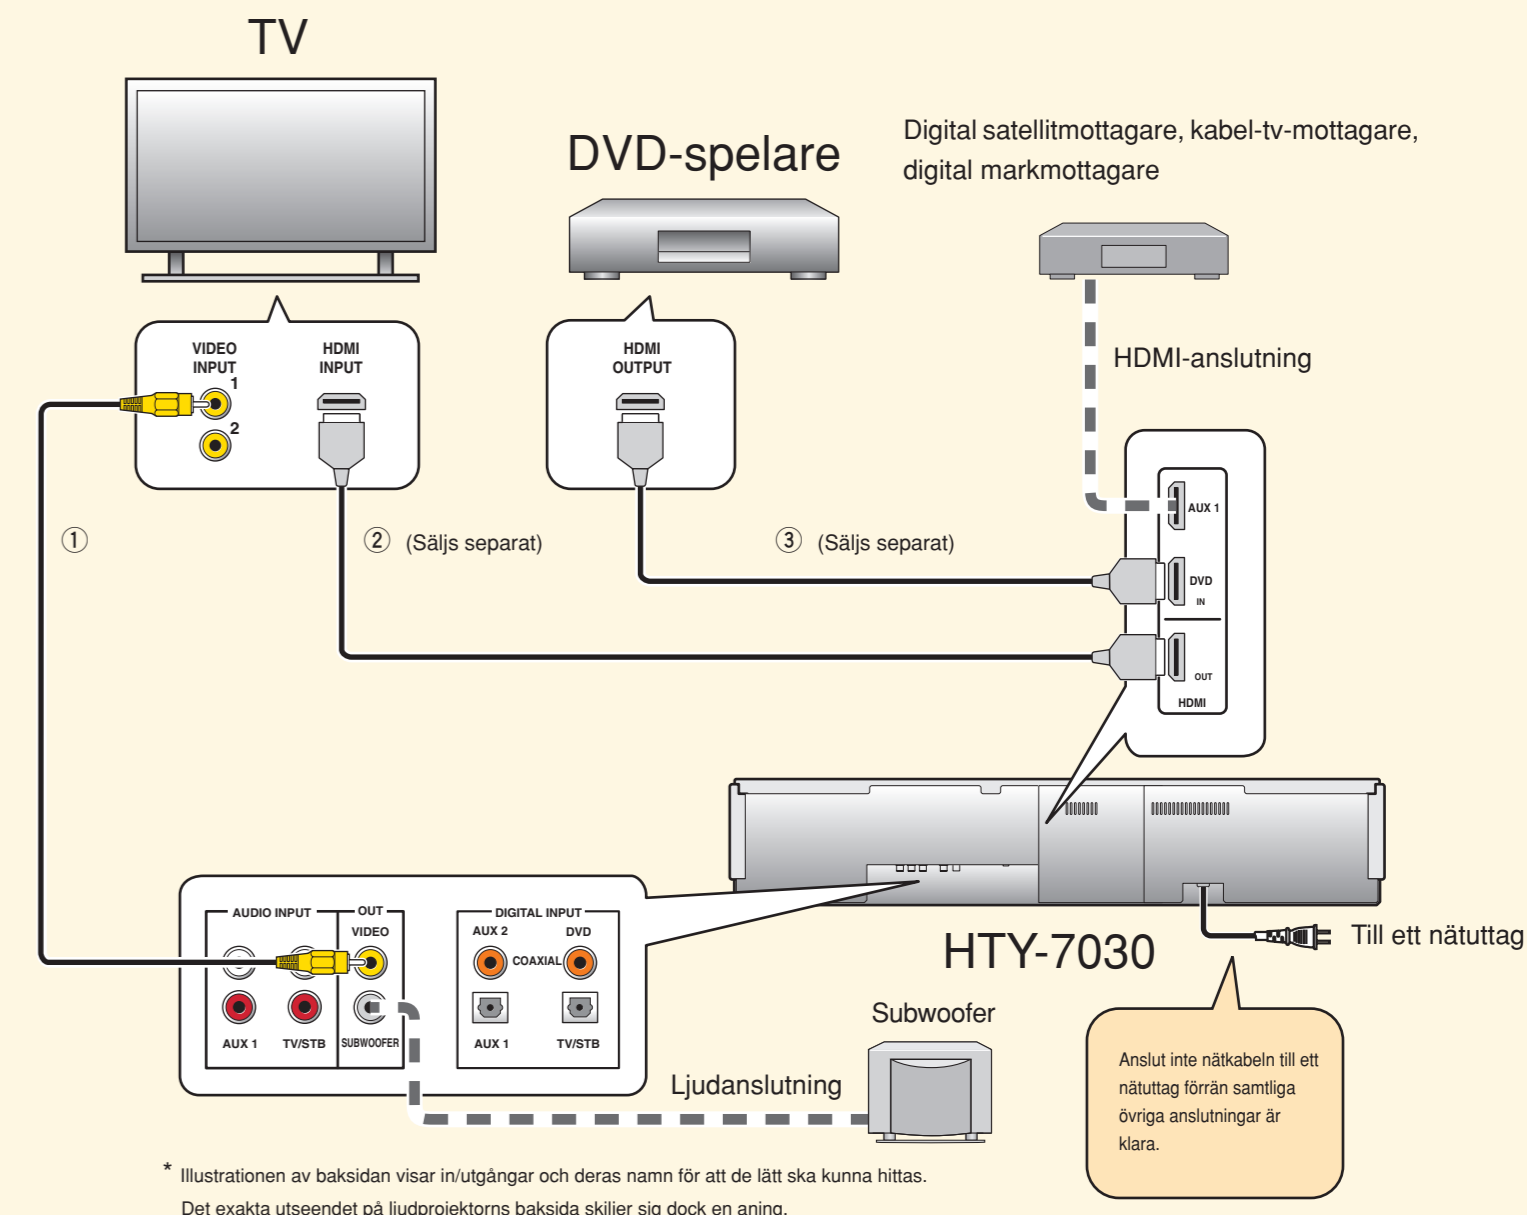 TV
DVD-spelare
Digital satellitmottagare, kabel-tv-mottagare,
digital markmottagare
VIDEO
INPUT
1
2
HDMI
INPUT
HDMI
OUTPUT
HDMI-anslutning
AUX 1
DVD
IN
OUT
HDMI
①
② (Säljs separat)
③ (Säljs separat)
AUDIO INPUT
OUT
VIDEO
AUX 1
TV/STB
SUBWOOFER
DIGITAL INPUT
AUX 2
DVD
COAXIAL
AUX 1
TV/STB
HTY-7030
Till ett nätuttag
Subwoofer
Ljudanslutning
Anslut inte nätkabeln till ett
nätuttag förrän samtliga
övriga anslutningar är
klara.
* Illustrationen av baksidan visar in/utgångar och deras namn för att de lätt ska kunna hittas.
Det exakta utseendet på ljudprojektorns baksida skiljer sig dock en aning.